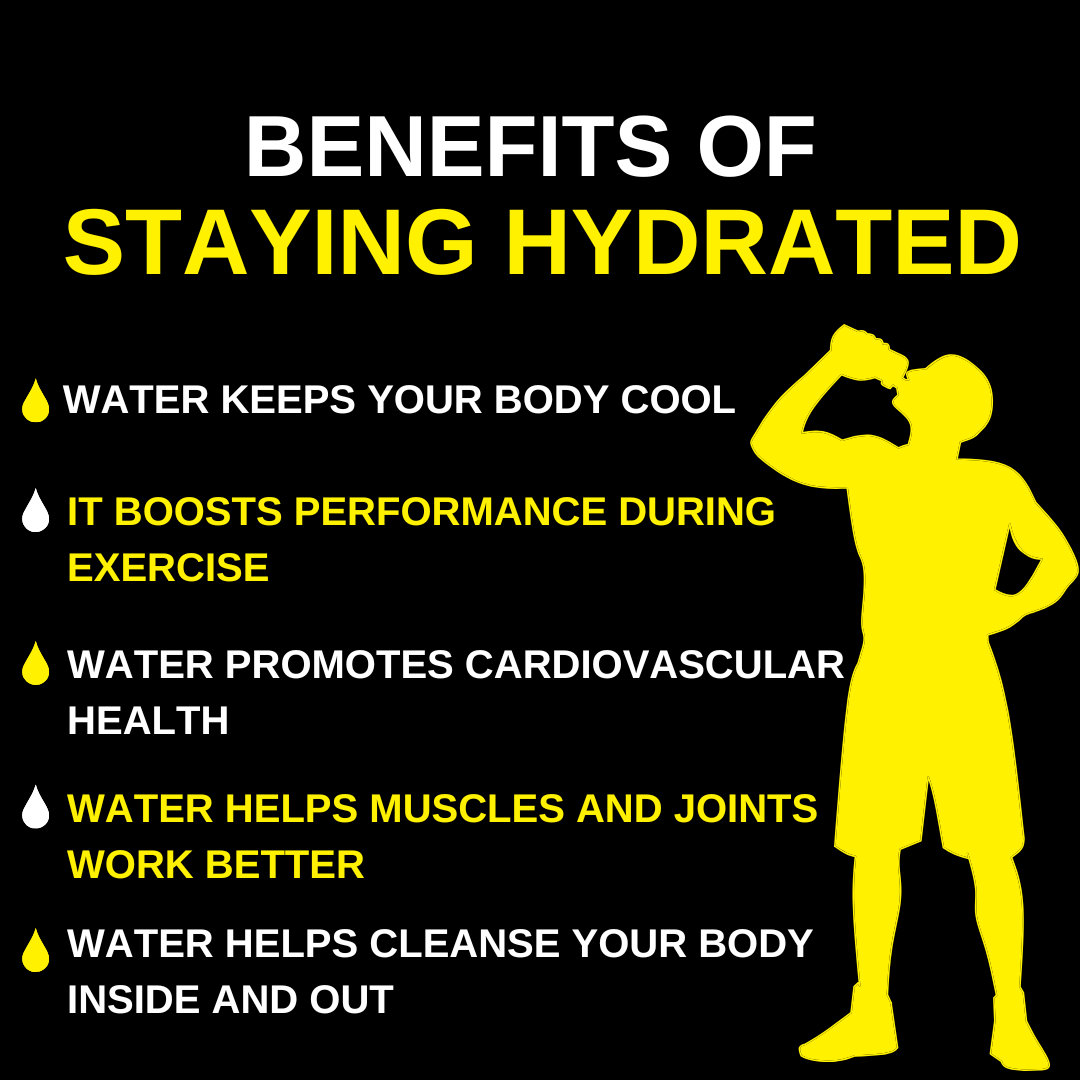 BENEFITS OF
STAYING HYDRATED
WATER KEEPS YOUR BODY COOL
IT BOOSTS PERFORMANCE DURING
EXERCISE
WATER PROMOTES CARDIOVASCULAR
HEALTH
WATER HELPS MUSCLES AND JOINTS
WORK BETTER
WATER HELPS CLEANSE YOUR BODY
INSIDE AND OUT